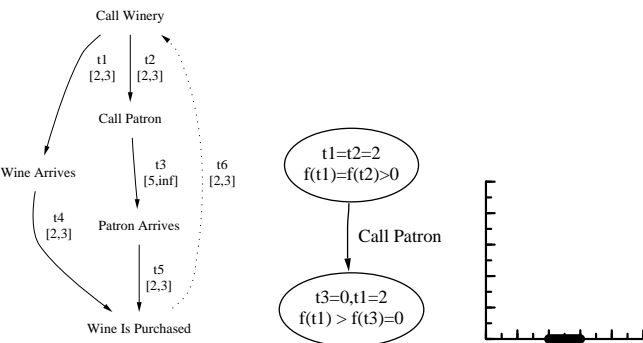 Call Winery
t1
[2,3]
t2
[2,3]
Call Patron
Wine Arrives
t3
[5,inf]
t6
[2,3]
t4
[2,3]
Patron Arrives
t5
[2,3]
Wine Is Purchased
t1=t2=2
f(t1)=f(t2)>0
Call Patron
t3=0,t1=2
f(t1) > f(t3)=0